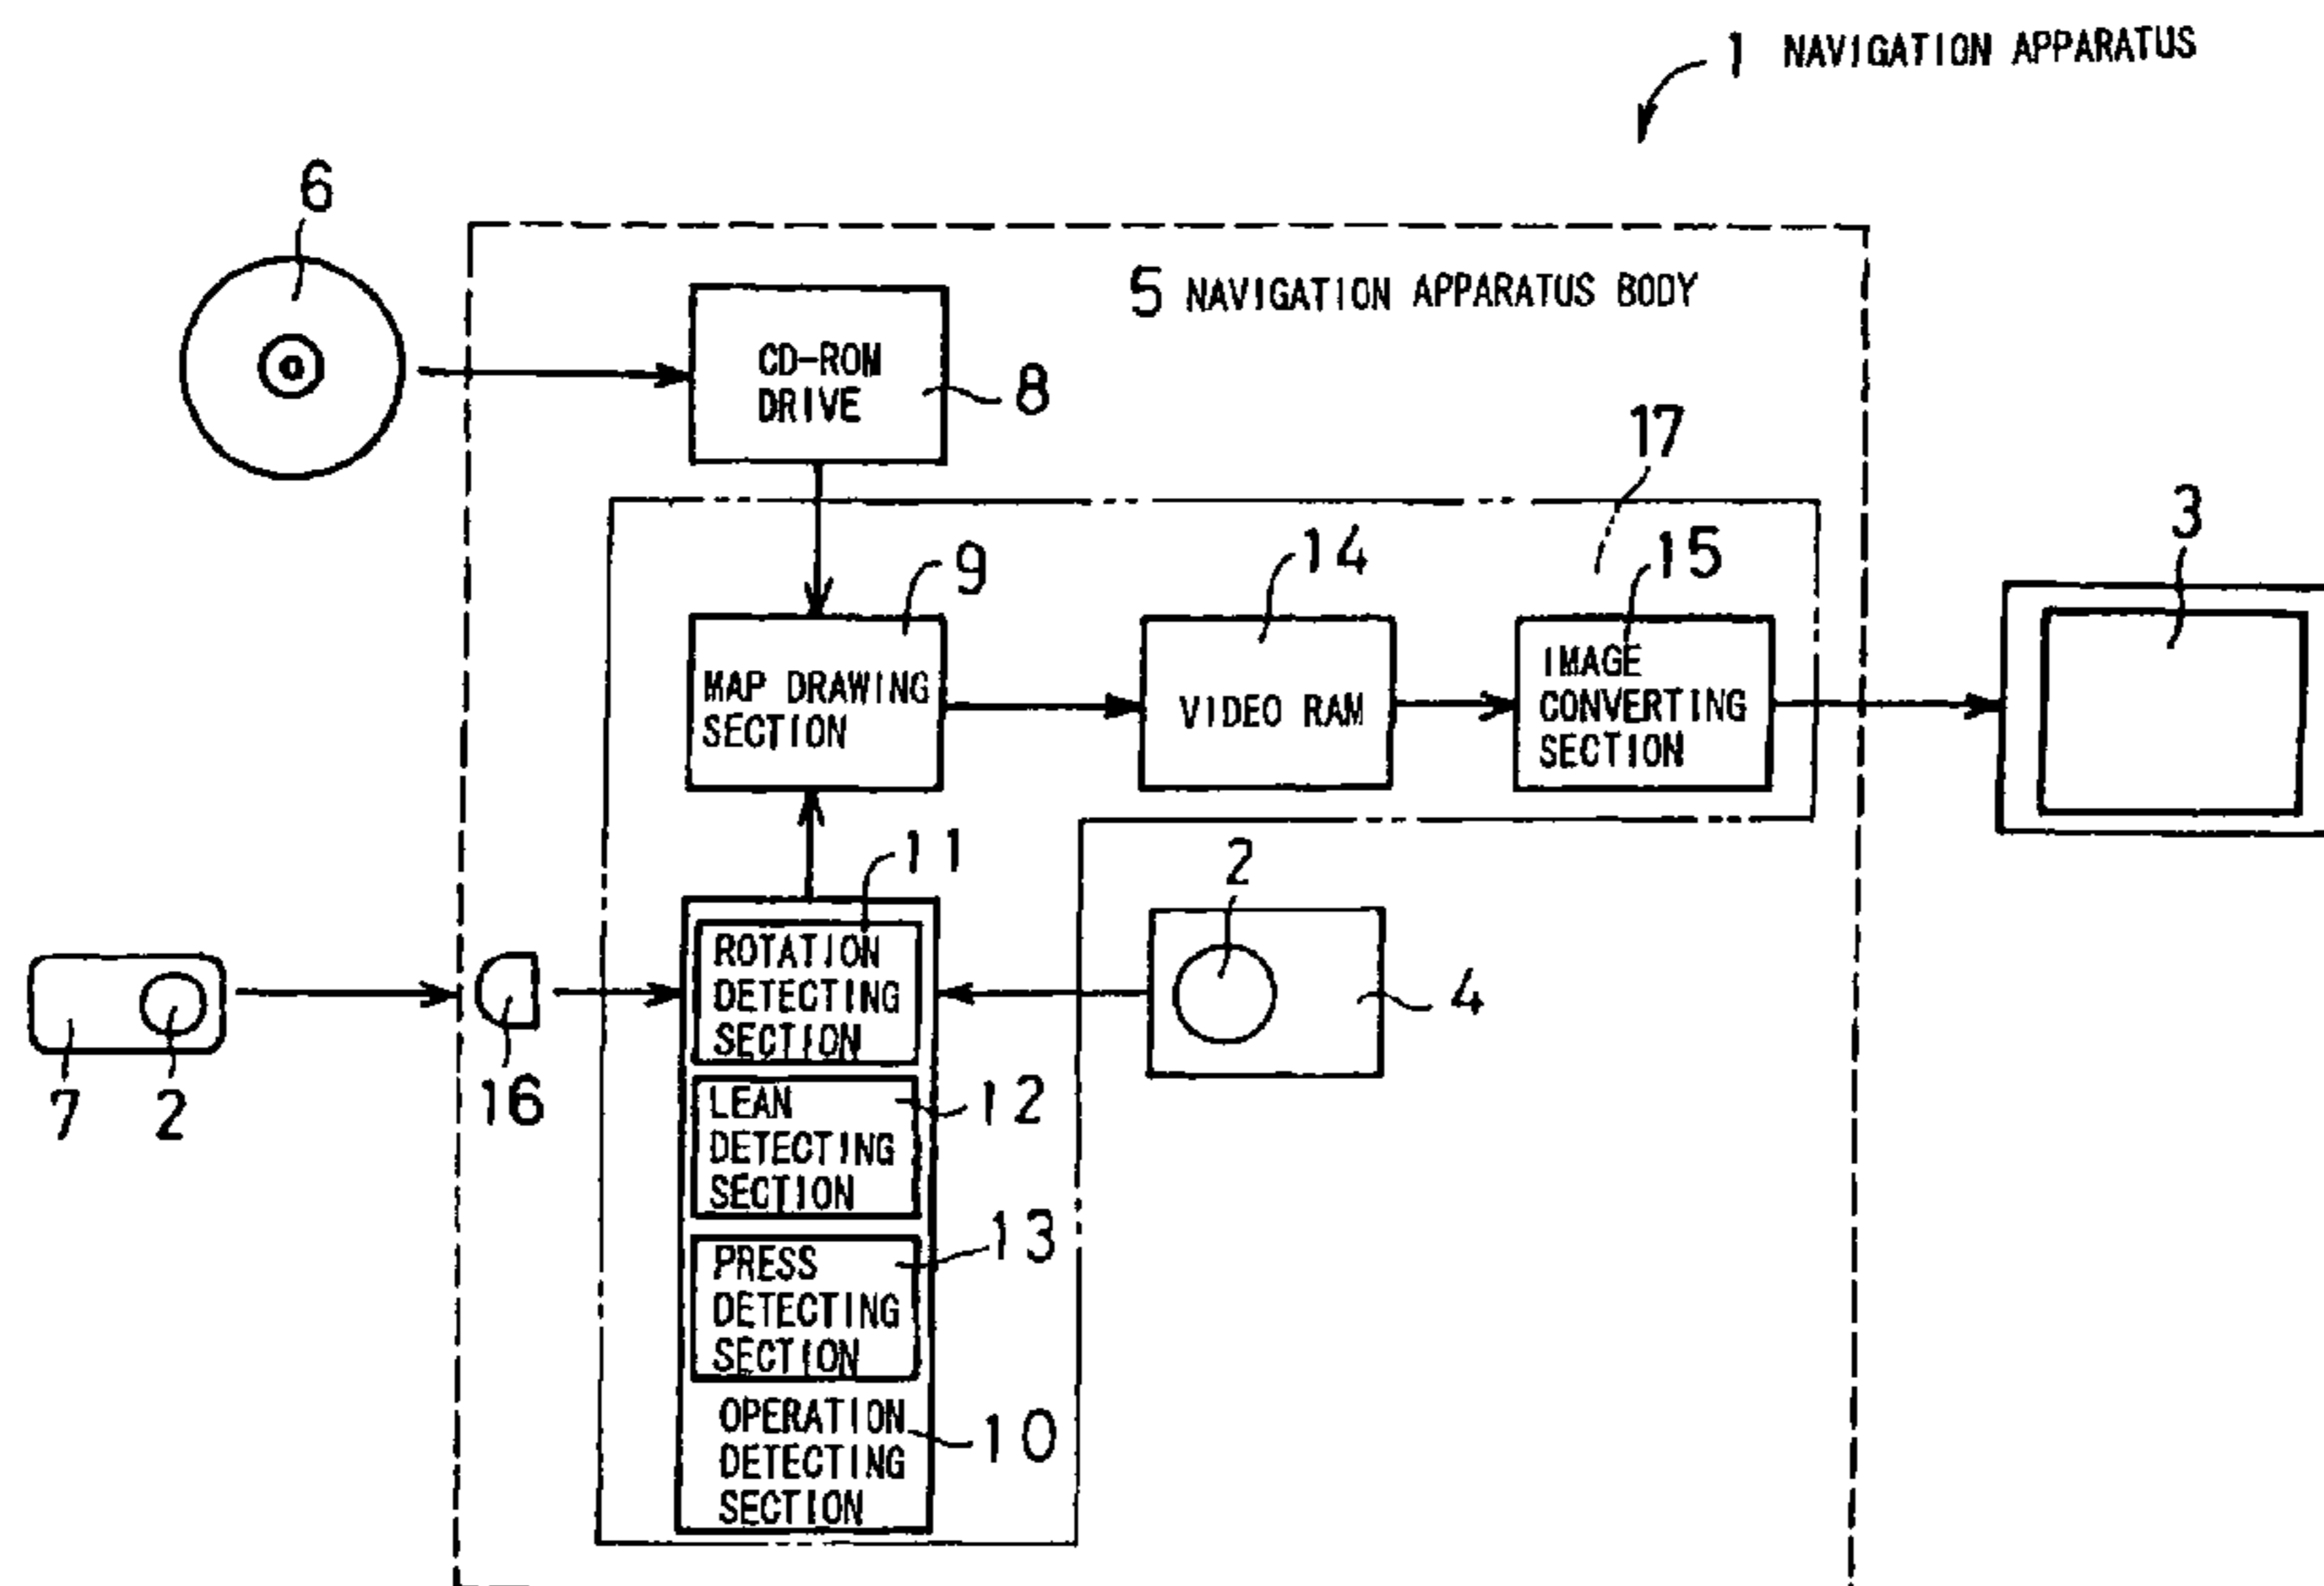 1 NAVIGATION APPARATUS
6
5 NAVIGATION APPARATUS BODY
CD-ROM
DRIVE
8
17
3
9
14
15
MAP DRAWING
SECTION
VIDEO RAM
IMAGE
CONVERTING
SECTION
11
2
ROTATION
DETECTING
SECTION
4
7
2
16
LEAN
DETECTING
SECTION
12
PRESS
DETECTING
SECTION
13
OPERATION
DETECTING
SECTION
10